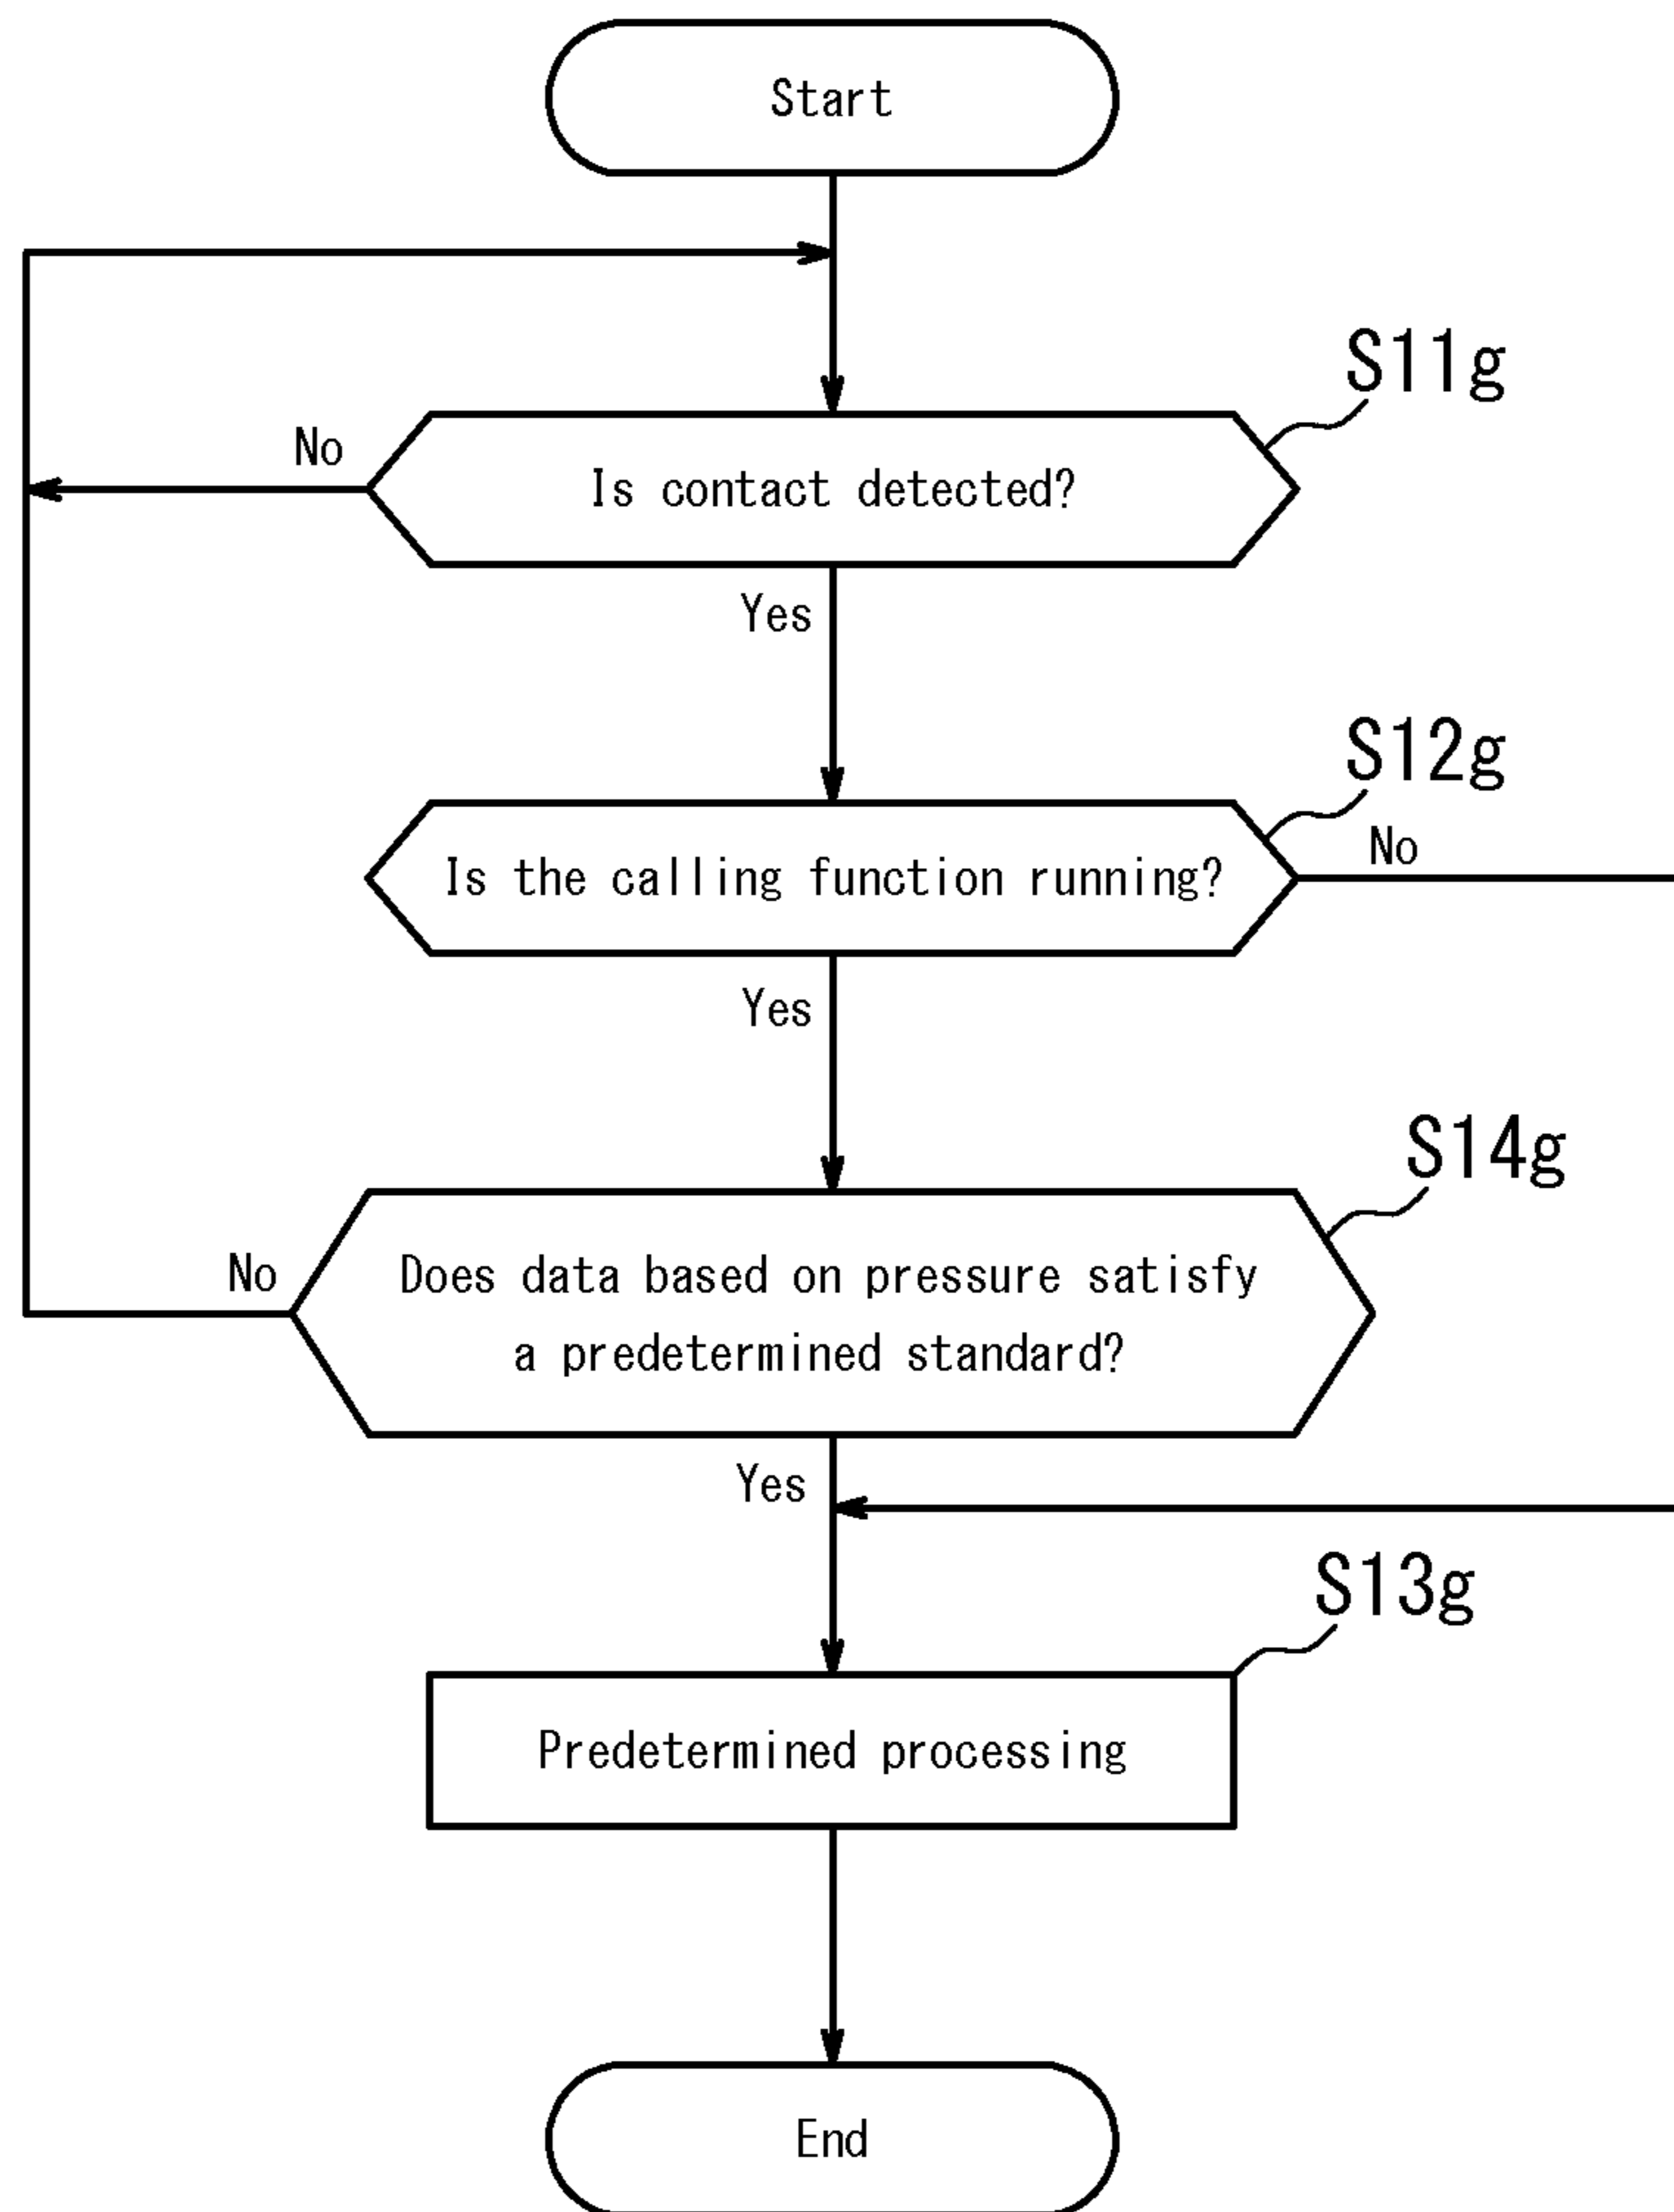 Start
S11g
No
Is contact detected?
Yes
S12g
No
Is the calling function running?
Yes
S14g
No
Does data based on pressure satisfy
a predetermined standard?
Yes
S13g
Predetermined processing
End